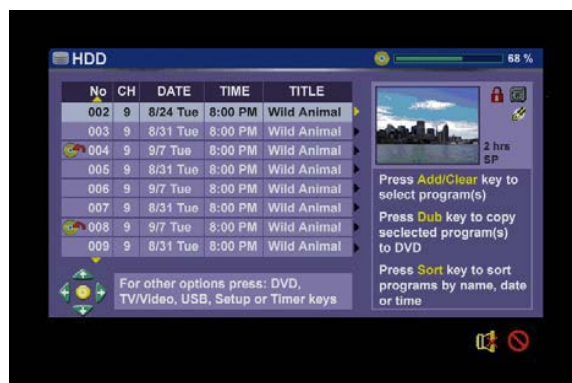 HDD
68 %
No CH DATE TIME TITLE
002 9 8/24 Tue 8:00 PM Wild Animal
003 9 8/31 Tue 8:00 PM Wild Animal
004 9 9/7 Tue 8:00 PM Wild Animal
005 9 8/31 Tue 8:00 PM Wild Animal
006 9 9/7 Tue 8:00 PM Wild Animal
007 9 8/31 Tue 8:00 PM Wild Animal
008 9 9/7 Tue 8:00 PM Wild Animal
009 9 8/31 Tue 8:00 PM Wild Animal
For other options press: DVD,
TV/Video, USB, Setup or Timer keys
2 hrs
SP
Press Add/Clear key to
select program(s)
Press Dub key to copy
seclected program(s)
to DVD
Press Sort key to sort
programs by name, date
or time